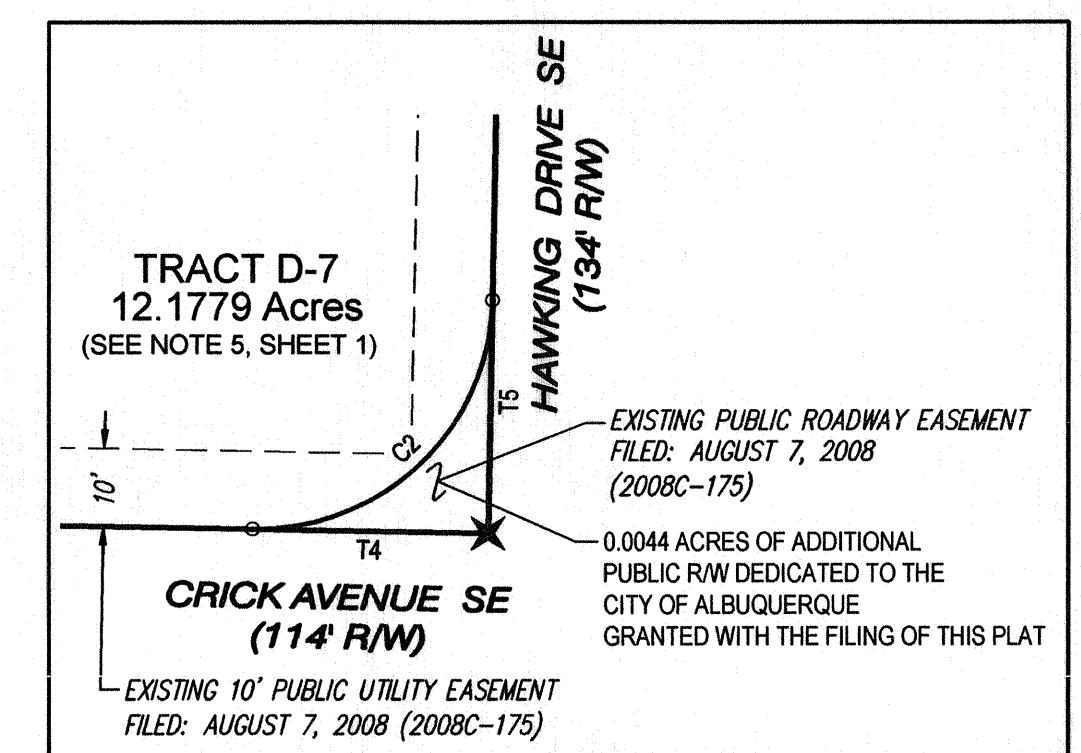 HAWKING DRIVE SE
(134' R/W)
TRACT D-7
12.1779 Acres
(SEE NOTE 5, SHEET 1)
T5
C2
10'
EXISTING PUBLIC ROADWAY EASEMENT
FILED: AUGUST 7, 2008
(2008C-175)
T4
0.0044 ACRES OF ADDITIONAL
PUBLIC R/W DEDICATED TO THE
CITY OF ALBUQUERQUE
GRANTED WITH THE FILING OF THIS PLAT
CRICK AVENUE SE
(114' R/W)
EXISTING 10' PUBLIC UTILITY EASEMENT
FILED: AUGUST 7, 2008 (2008C-175)